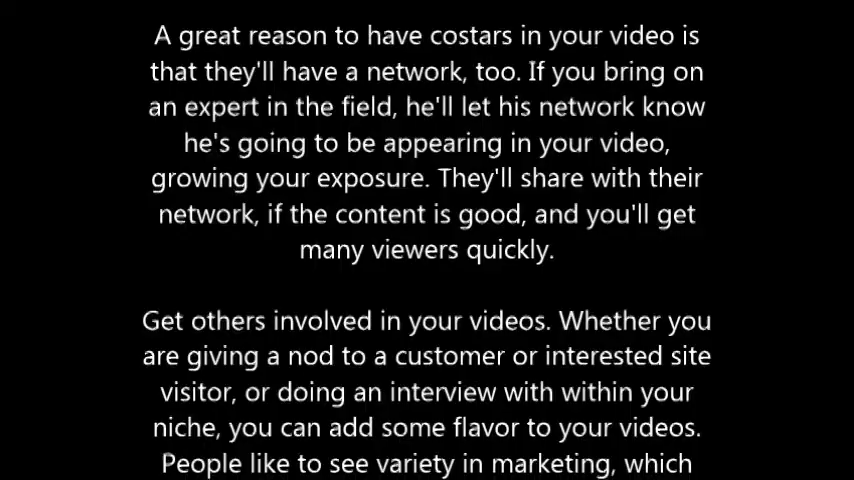 A great reason to have costars in your video is
that they'll have a network, too. If you bring on
an expert in the field, he'll let his network know
he's going to be appearing in your video,
growing your exposure. They'll share with their
network, if the content is good, and you'll get
many viewers quickly.
Get others involved in your videos. Whether you
are giving a nod to a customer or interested site
visitor, or doing an interview with within your
niche, you can add some flavor to your videos.
People like to see variety in marketing, which